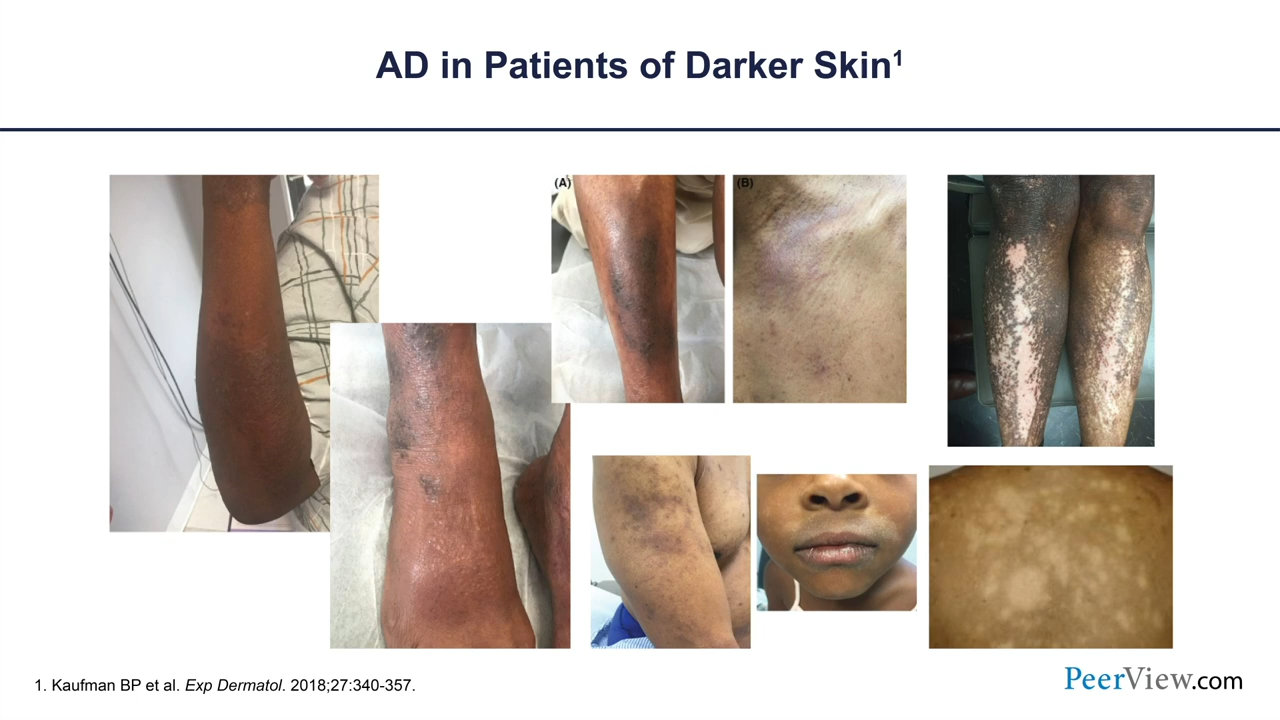 AD in Patients of Darker Skin¹
(A)
(B)
1. Kaufman BP et al. Exp Dermatol. 2018;27:340-357.
PeerView.com